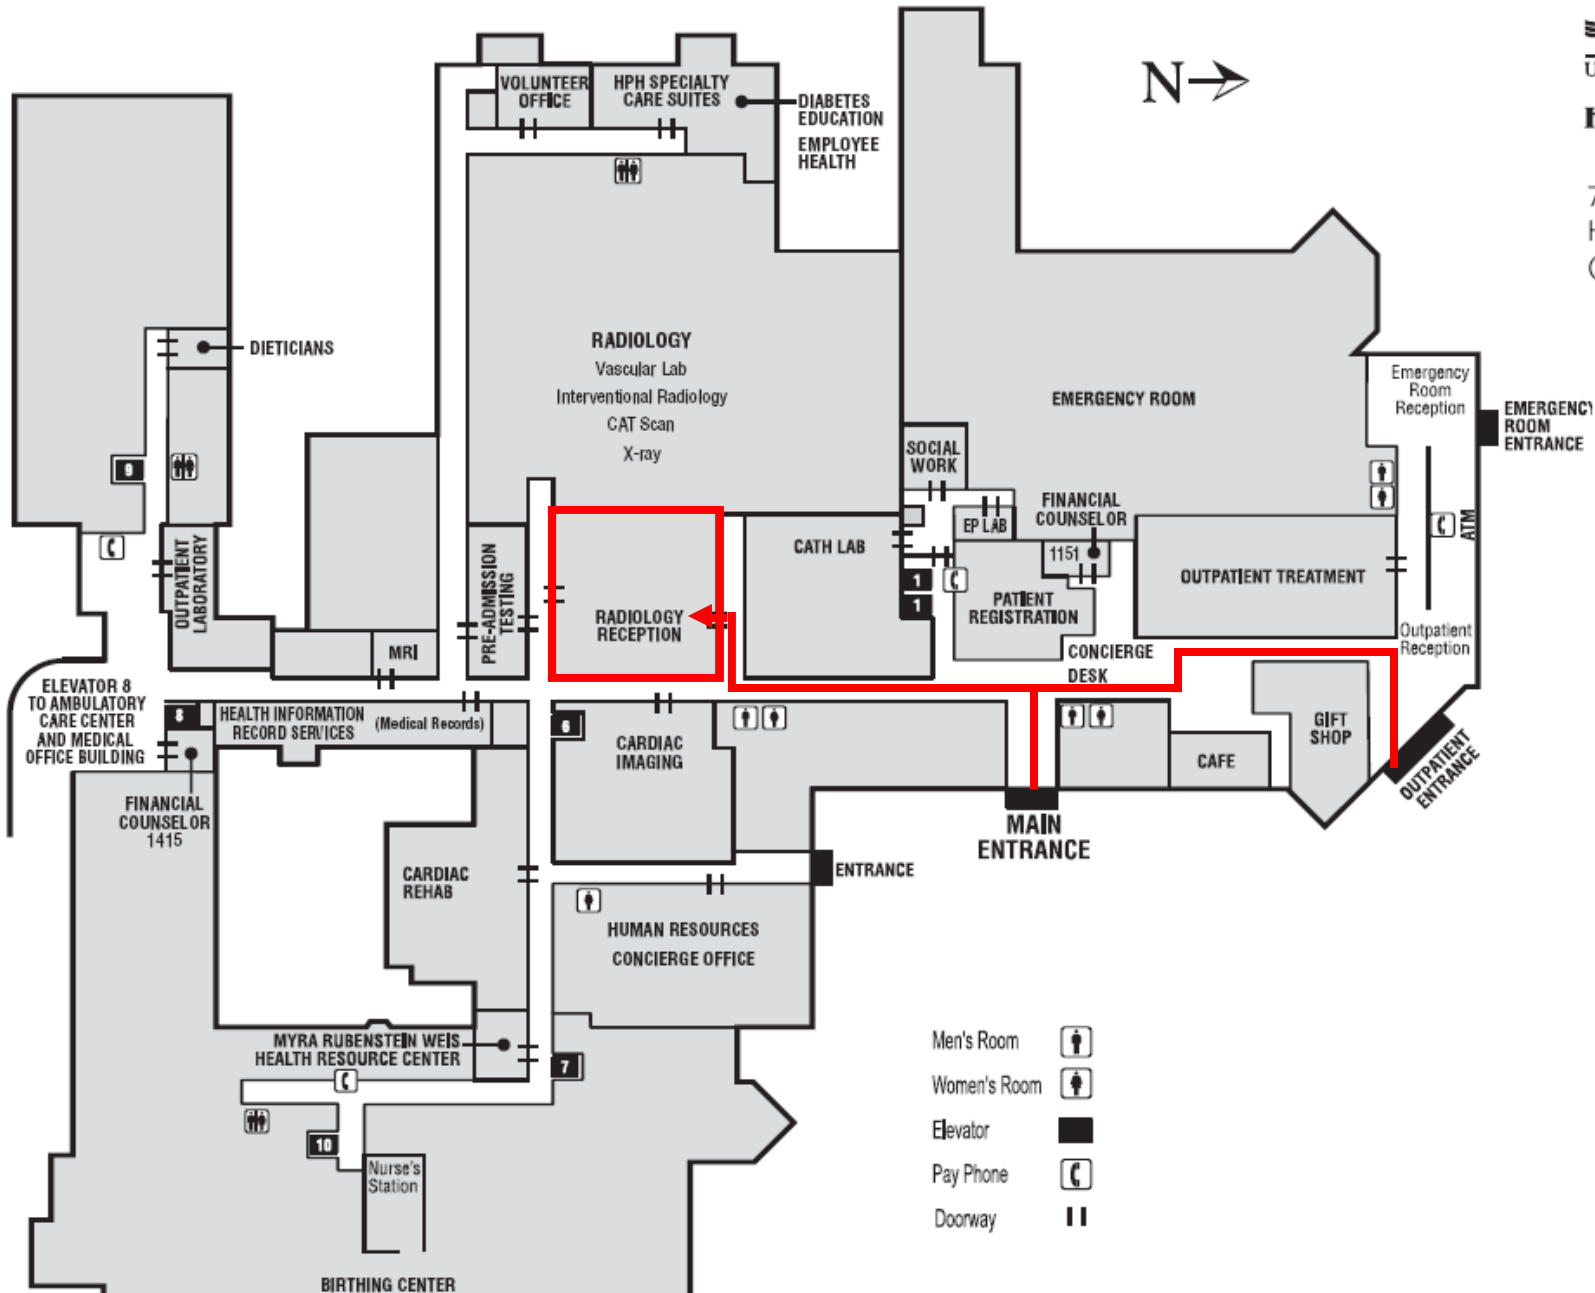 VOLUNTEER
OFFICE
HPH SPECIALTY
CARE SUITES
DIABETES
EDUCATION
EMPLOYEE
HEALTH
N
DIETICIANS
RADIOLOGY
Vascular Lab
Interventional Radiology
CAT Scan
X-ray
EMERGENCY ROOM
Emergency
Room
Reception
EMERGENCY
ROOM
ENTRANCE
SOCIAL
WORK
9
EP LAB
FINANCIAL
COUNSELOR
1151
ATM
OUTPATIENT
LABORATORY
PRE-ADMISSION
TESTING
RADIOLOGY
RECEPTION
CATH LAB
1
1
PATIENT
REGISTRATION
OUTPATIENT TREATMENT
Outpatient
Reception
MRI
CONCIERGE
DESK
ELEVATOR 8
TO AMBULATORY
CARE CENTER
AND MEDICAL
OFFICE BUILDING
8
HEALTH INFORMATION
RECORD SERVICES
(Medical Records)
6
CARDIAC
IMAGING
GIFT
SHOP
CAFE
OUTPATIENT
ENTRANCE
FINANCIAL
COUNSELOR
1415
MAIN
ENTRANCE
CARDIAC
REHAB
ENTRANCE
HUMAN RESOURCES
CONCIERGE OFFICE
MYRA RUBENSTEIN WEIS
HEALTH RESOURCE CENTER
7
10
Nurse's
Station
BIRTHING CENTER
Men's Room
Women's Room
Elevator
Pay Phone
Doorway